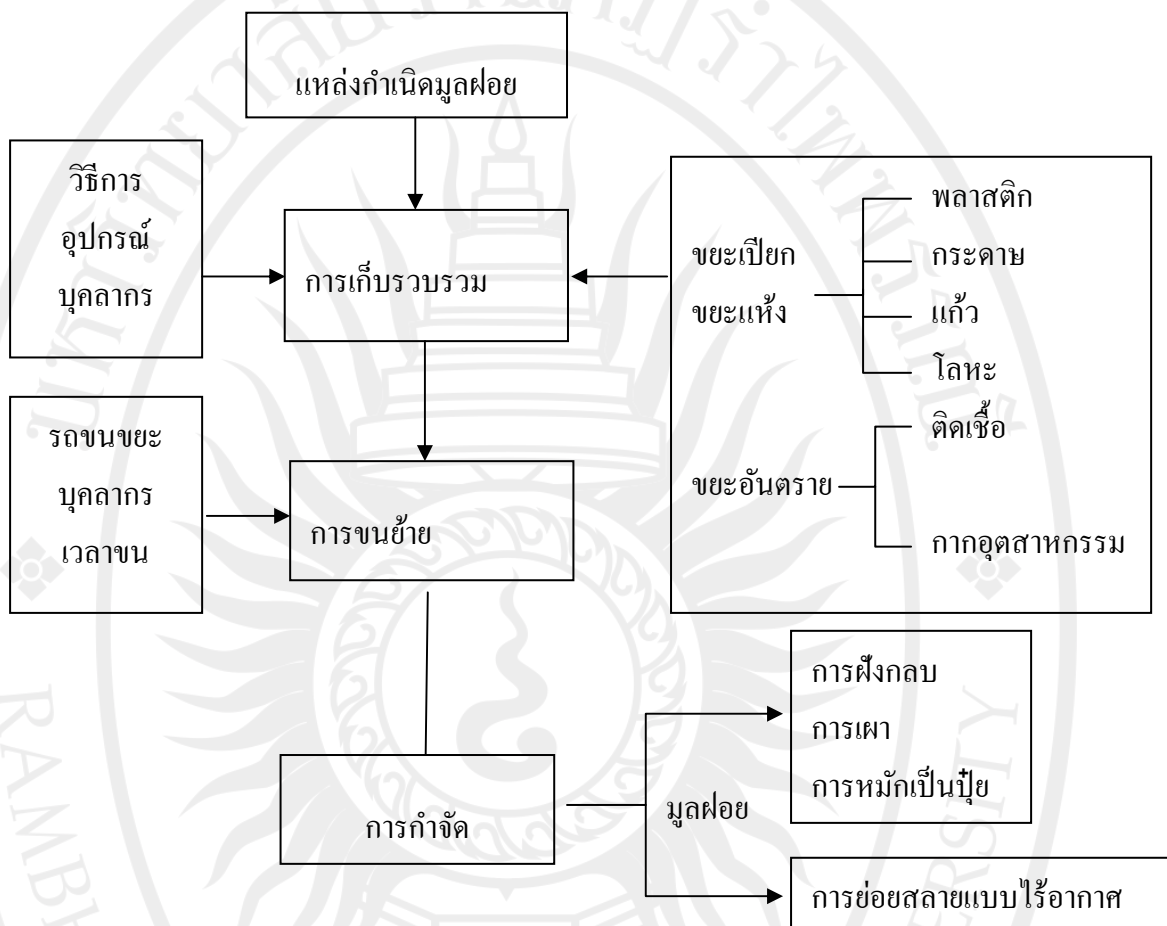 แหล่งกำเนิดมูลฝอย
วิธีการ
อุปกรณ์
บุคลากร
การเก็บรวบรวม
ขยะเปียก
ขยะแห้ง
พลาสติก
กระดาษ
แก้ว
โลหะ
ขยะอันตราย
ติดเชื้อ
กากอุตสาหกรรม
รถขนขยะ
บุคลากร
เวลาขน
การขนย้าย
การกำจัด
มูลฝอย
การฝังกลบ
การเผา
การหมักเป็นปุ๋ย
การย่อยสลายแบบไร้อากาศ